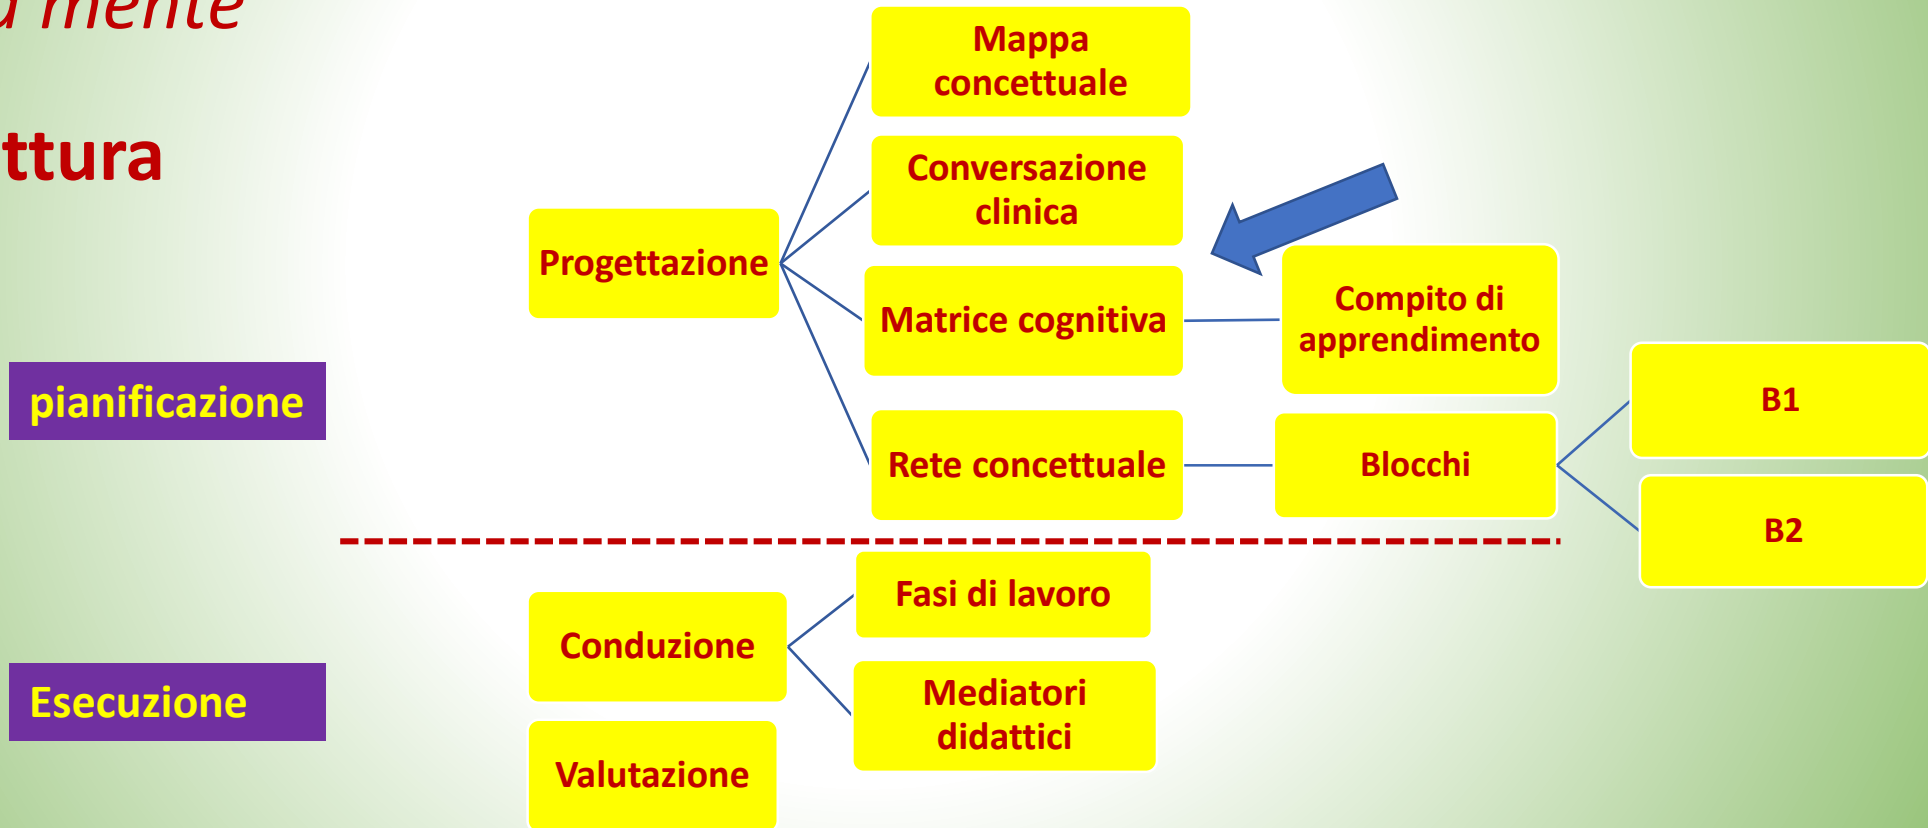 a mente
ttura
Mappa
concettuale
Conversazione
clinica
Progettazione
Matrice cognitiva
Compito di
apprendimento
pianificazione
Rete concettuale
Blocchi
B1
B2
Fasi di lavoro
Conduzione
Mediatori
didattici
Esecuzione
Valutazione